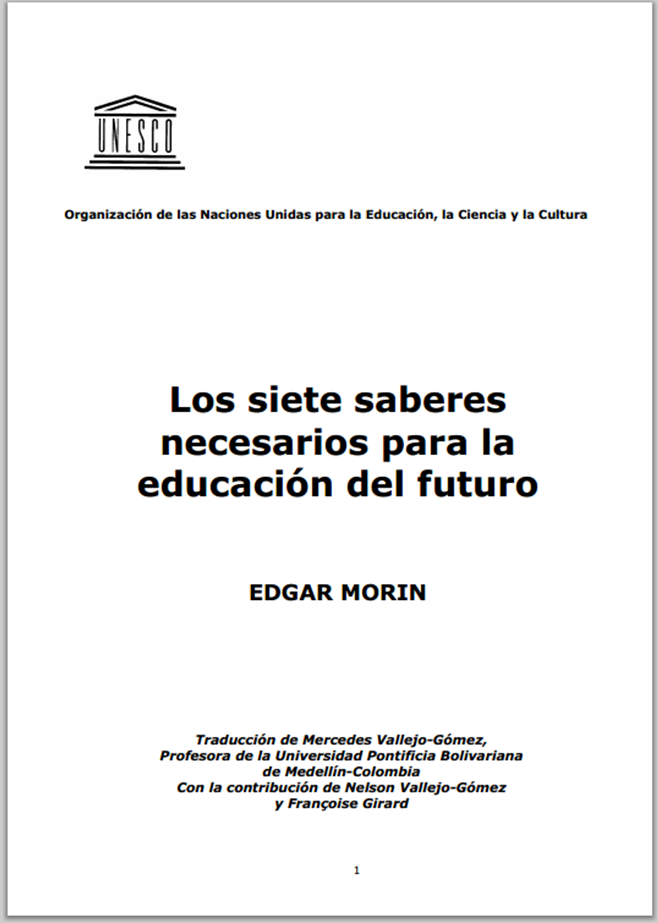 UNESCO
Organización de las Naciones Unidas para la Educación, la Ciencia y la Cultura
Los siete saberes
necesarios para la
educación del futuro
EDGAR MORIN
Traducción de Mercedes Vallejo-Gómez,
Profesora de la Universidad Pontificia Bolivariana
de Medellín-Colombia
Con la contribución de Nelson Vallejo-Gómez
y Françoise Girard
1